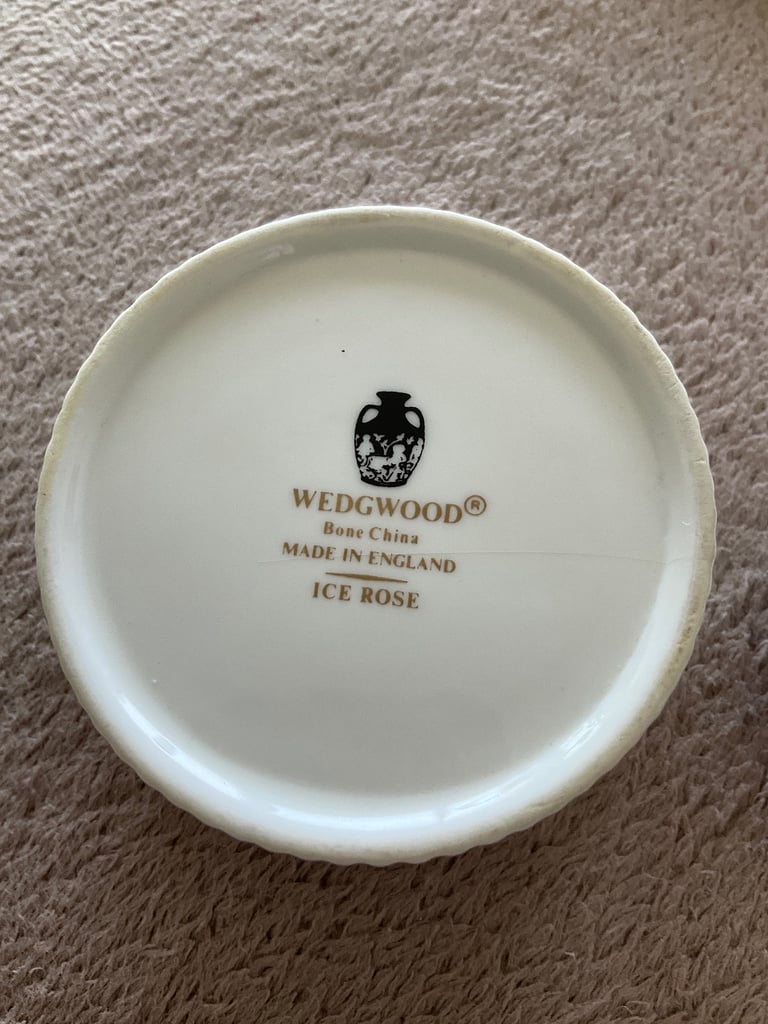 WEDGWOOD®
Bone China
MADE IN ENGLAND
ICE ROSE